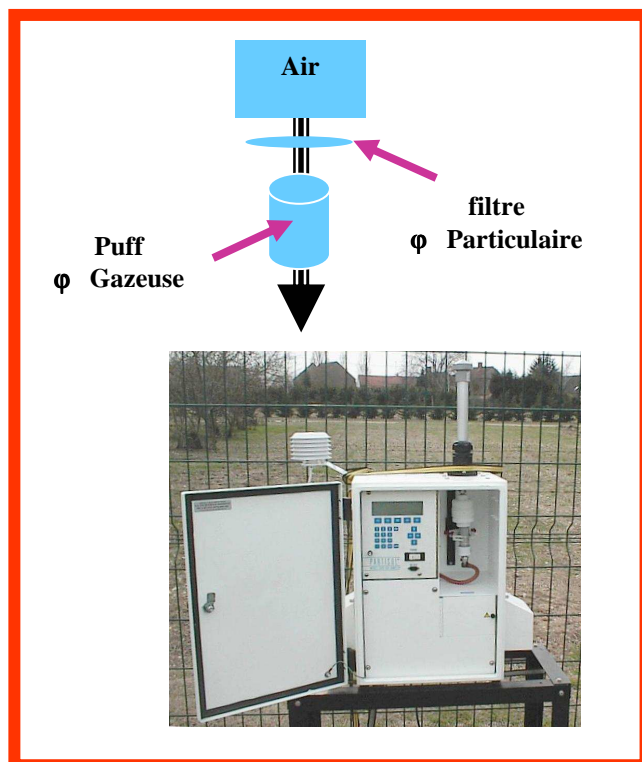 Air
filtre
φ Particulaire
Puff
φ Gazeuse